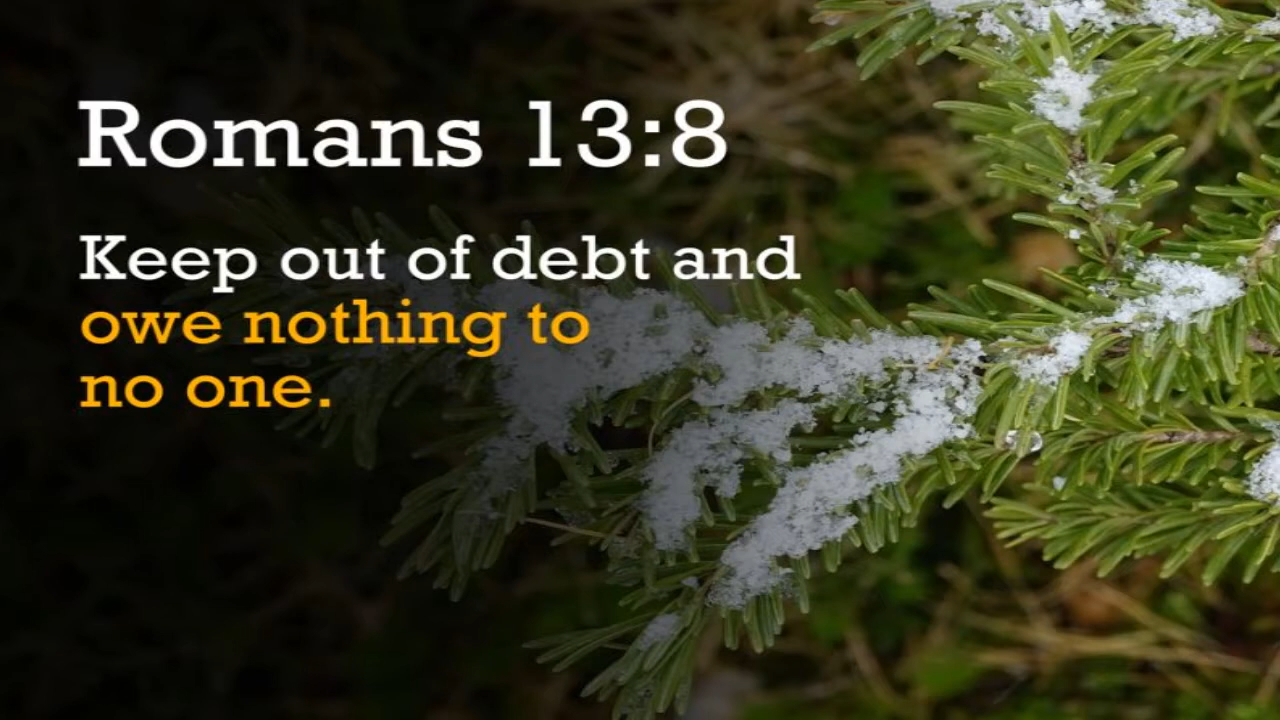 Romans 13:8
Keep out of debt and
owe nothing to
no one.